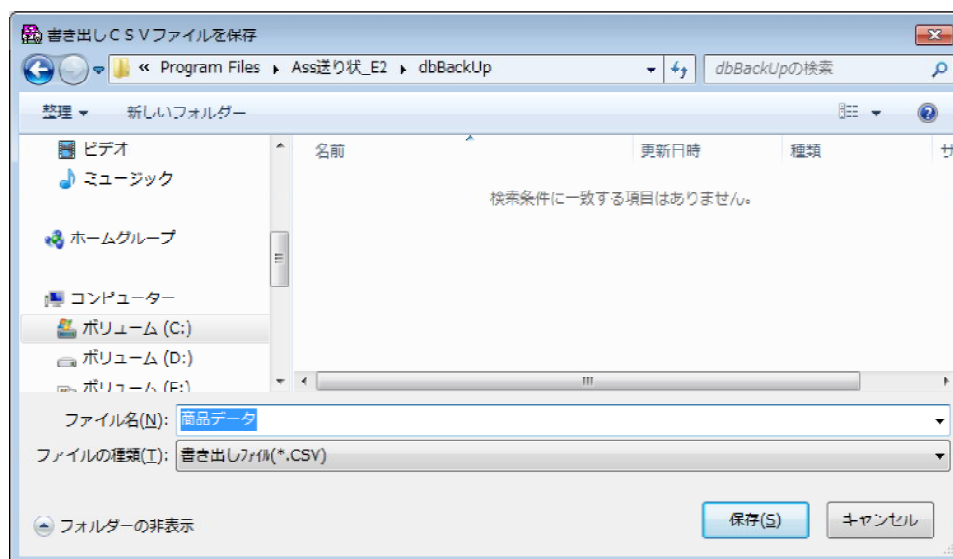 書き出しCSVファイルを保存
« Program Files ▸ Ass送り状_E2 ▸ dbBackUp
dbBackUpの検索
整理 新しいフォルダー
ビデオ
ミュージック
ホームグループ
コンピューター
ボリューム (C:)
ボリューム (D:)
ボリューム (E:)
名前 更新日時 種類 サ
検索条件に一致する項目はありません。
ファイル名(N): 商品データ
ファイルの種類(T): 書き出しﾌｧｲﾙ(*.CSV)
フォルダーの非表示
保存(S) キャンセル